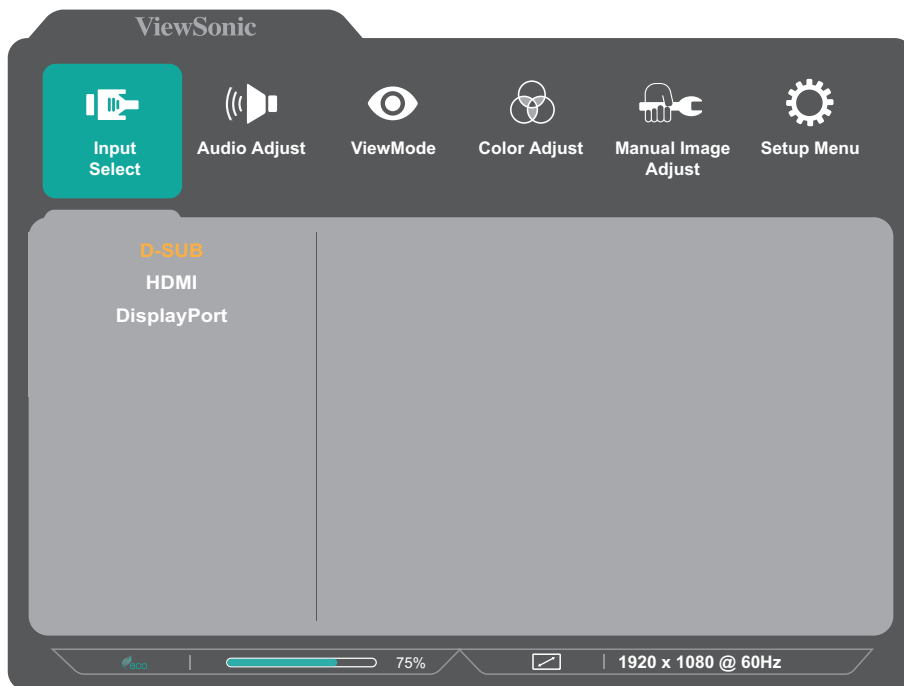 ViewSonic
Input
Select
Audio Adjust
ViewMode
Color Adjust
Manual Image
Adjust
Setup Menu
D-SUB
HDMI
DisplayPort
eco
75%
1920 x 1080 @ 60Hz